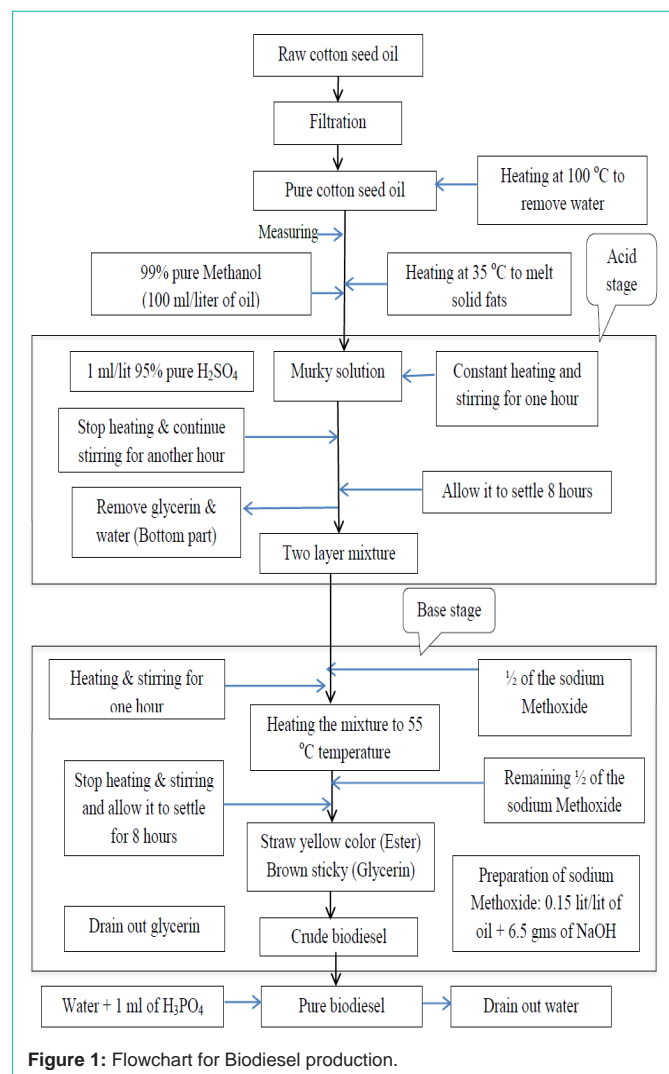 Raw cotton seed oil
Filtration
Pure cotton seed oil
Heating at 100 °C to
remove water
Measuring
99% pure Methanol
(100 ml/liter of oil)
Heating at 35 °C to melt
solid fats
Acid
stage
1 ml/lit 95% pure H₂SO₄
Murky solution
Constant heating and
stirring for one hour
Stop heating & continue
stirring for another hour
Allow it to settle 8 hours
Remove glycerin &
water (Bottom part)
Two layer mixture
Base stage
Heating & stirring for
one hour
½ of the sodium
Methoxide
Heating the mixture to 55
°C temperature
Stop heating & stirring
and allow it to settle
for 8 hours
Remaining ½ of the
sodium Methoxide
Straw yellow color (Ester)
Brown sticky (Glycerin)
Preparation of sodium
Methoxide: 0.15 lit/lit of
oil + 6.5 gms of NaOH
Drain out glycerin
Crude biodiesel
Water + 1 ml of H₃PO₄
Pure biodiesel
Drain out water
Figure 1: Flowchart for Biodiesel production.